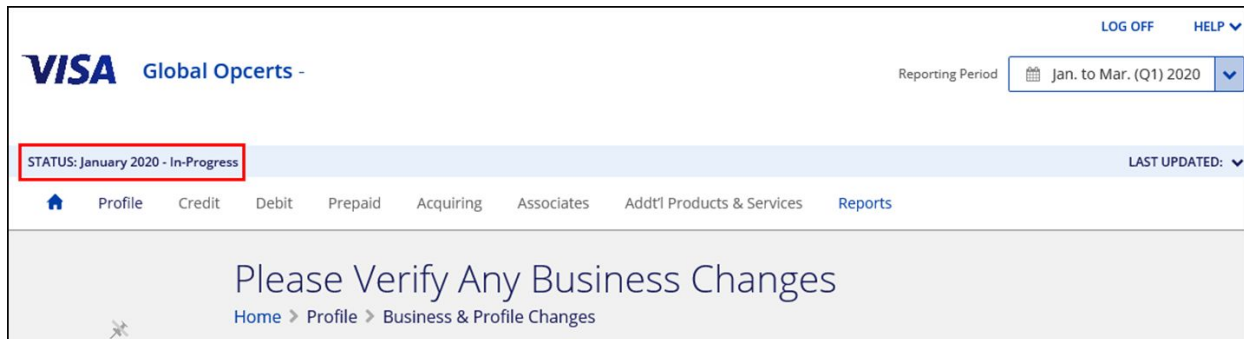 LOG OFF HELP
VISA Global Opcerts -
Reporting Period Jan. to Mar. (Q1) 2020
STATUS: January 2020 - In-Progress LAST UPDATED:
Profile Credit Debit Prepaid Acquiring Associates Addt'l Products & Services Reports
Please Verify Any Business Changes
Home > Profile > Business & Profile Changes